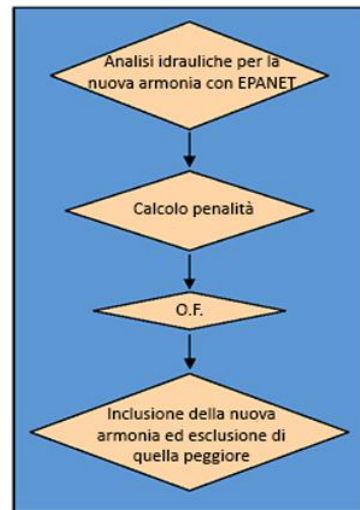 Analisi idrauliche per la
nuova armonia con EPANET
Calcolo penalità
O.F.
Inclusione della nuova
armonia ed esclusione di
quella peggiore